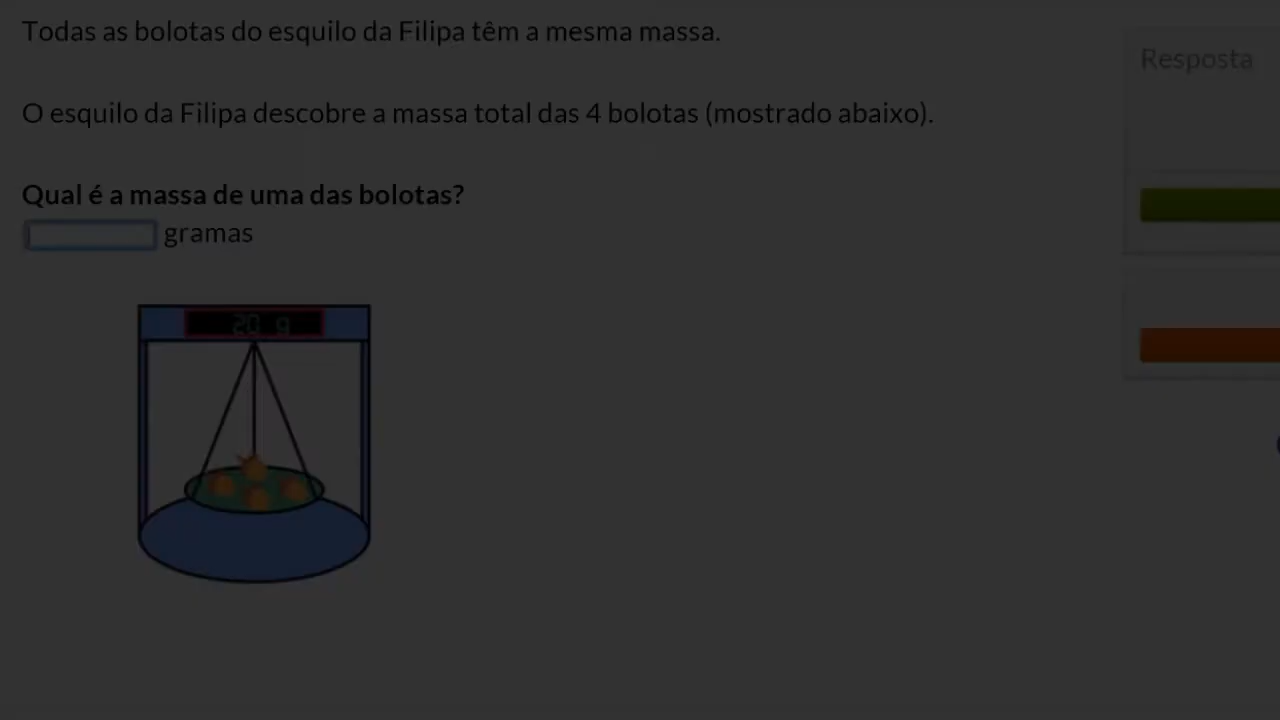 Todas as bolotas do esquilo da Filipa têm a mesma massa.
Resposta
O esquilo da Filipa descobre a massa total das 4 bolotas (mostrado abaixo).
Qual é a massa de uma das bolotas?
gramas
20 g